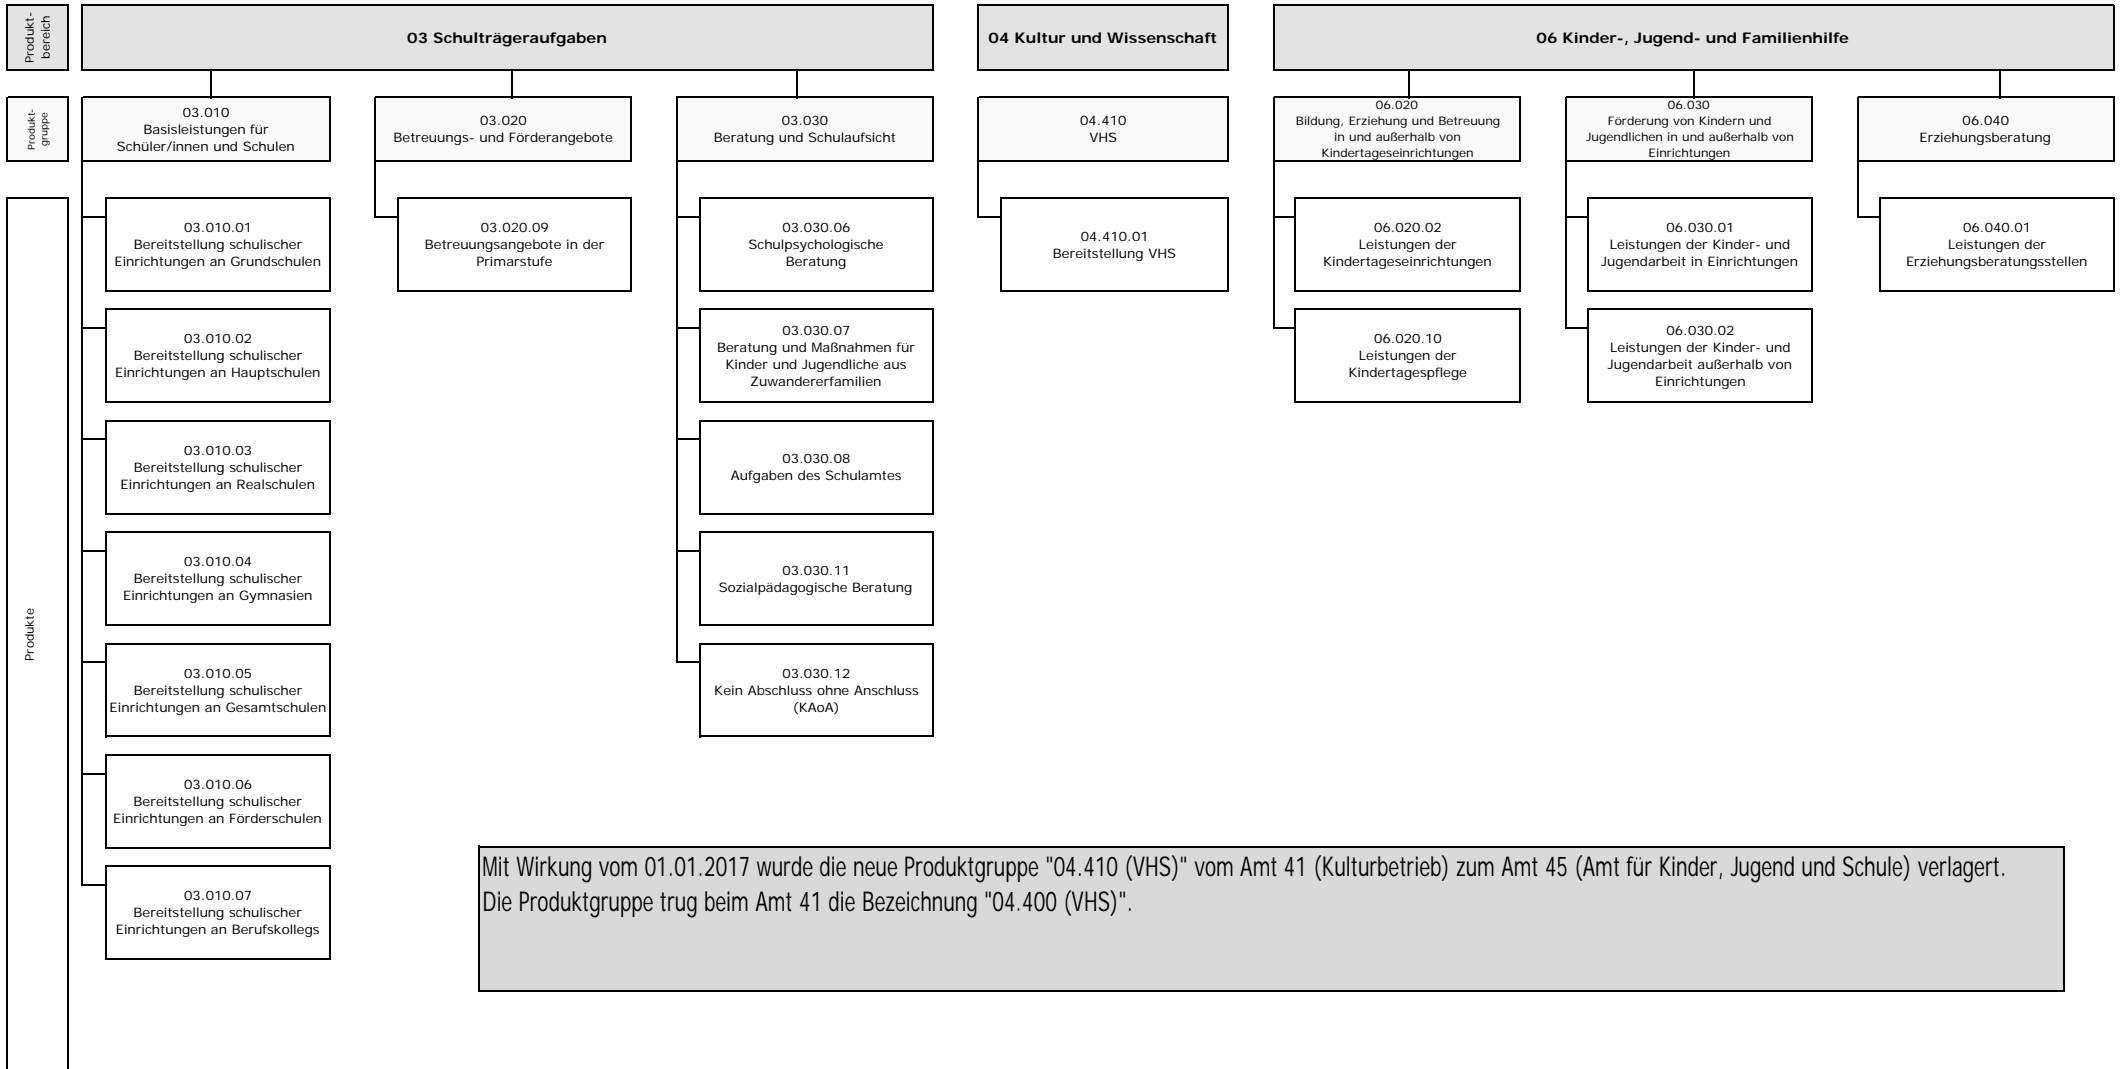 Produkt-
bereich
03 Schulträgeraufgaben
04 Kultur und Wissenschaft
06 Kinder-, Jugend- und Familienhilfe
Produkt-
gruppe
03.010
Basisleistungen für
Schüler/innen und Schulen
03.020
Betreuungs- und Förderangebote
03.030
Beratung und Schulaufsicht
04.410
VHS
06.020
Bildung, Erziehung und Betreuung
in und außerhalb von
Kindertageseinrichtungen
06.030
Förderung von Kindern und
Jugendlichen in und außerhalb von
Einrichtungen
06.040
Erziehungsberatung
Produkte
03.010.01
Bereitstellung schulischer
Einrichtungen an Grundschulen
03.010.02
Bereitstellung schulischer
Einrichtungen an Hauptschulen
03.010.03
Bereitstellung schulischer
Einrichtungen an Realschulen
03.010.04
Bereitstellung schulischer
Einrichtungen an Gymnasien
03.010.05
Bereitstellung schulischer
Einrichtungen an Gesamtschulen
03.010.06
Bereitstellung schulischer
Einrichtungen an Förderschulen
03.010.07
Bereitstellung schulischer
Einrichtungen an Berufskollegs
03.020.09
Betreuungsangebote in der
Primarstufe
03.030.06
Schulpsychologische
Beratung
03.030.07
Beratung und Maßnahmen für
Kinder und Jugendliche aus
Zuwandererfamilien
03.030.08
Aufgaben des Schulamtes
03.030.11
Sozialpädagogische Beratung
03.030.12
Kein Abschluss ohne Anschluss
(KAoA)
04.410.01
Bereitstellung VHS
06.020.02
Leistungen der
Kindertageseinrichtungen
06.020.10
Leistungen der
Kindertagespflege
06.030.01
Leistungen der Kinder- und
Jugendarbeit in Einrichtungen
06.030.02
Leistungen der Kinder- und
Jugendarbeit außerhalb von
Einrichtungen
06.040.01
Leistungen der
Erziehungsberatungsstellen
Mit Wirkung vom 01.01.2017 wurde die neue Produktgruppe "04.410 (VHS)" vom Amt 41 (Kulturbetrieb) zum Amt 45 (Amt für Kinder, Jugend und Schule) verlagert.
Die Produktgruppe trug beim Amt 41 die Bezeichnung "04.400 (VHS)".